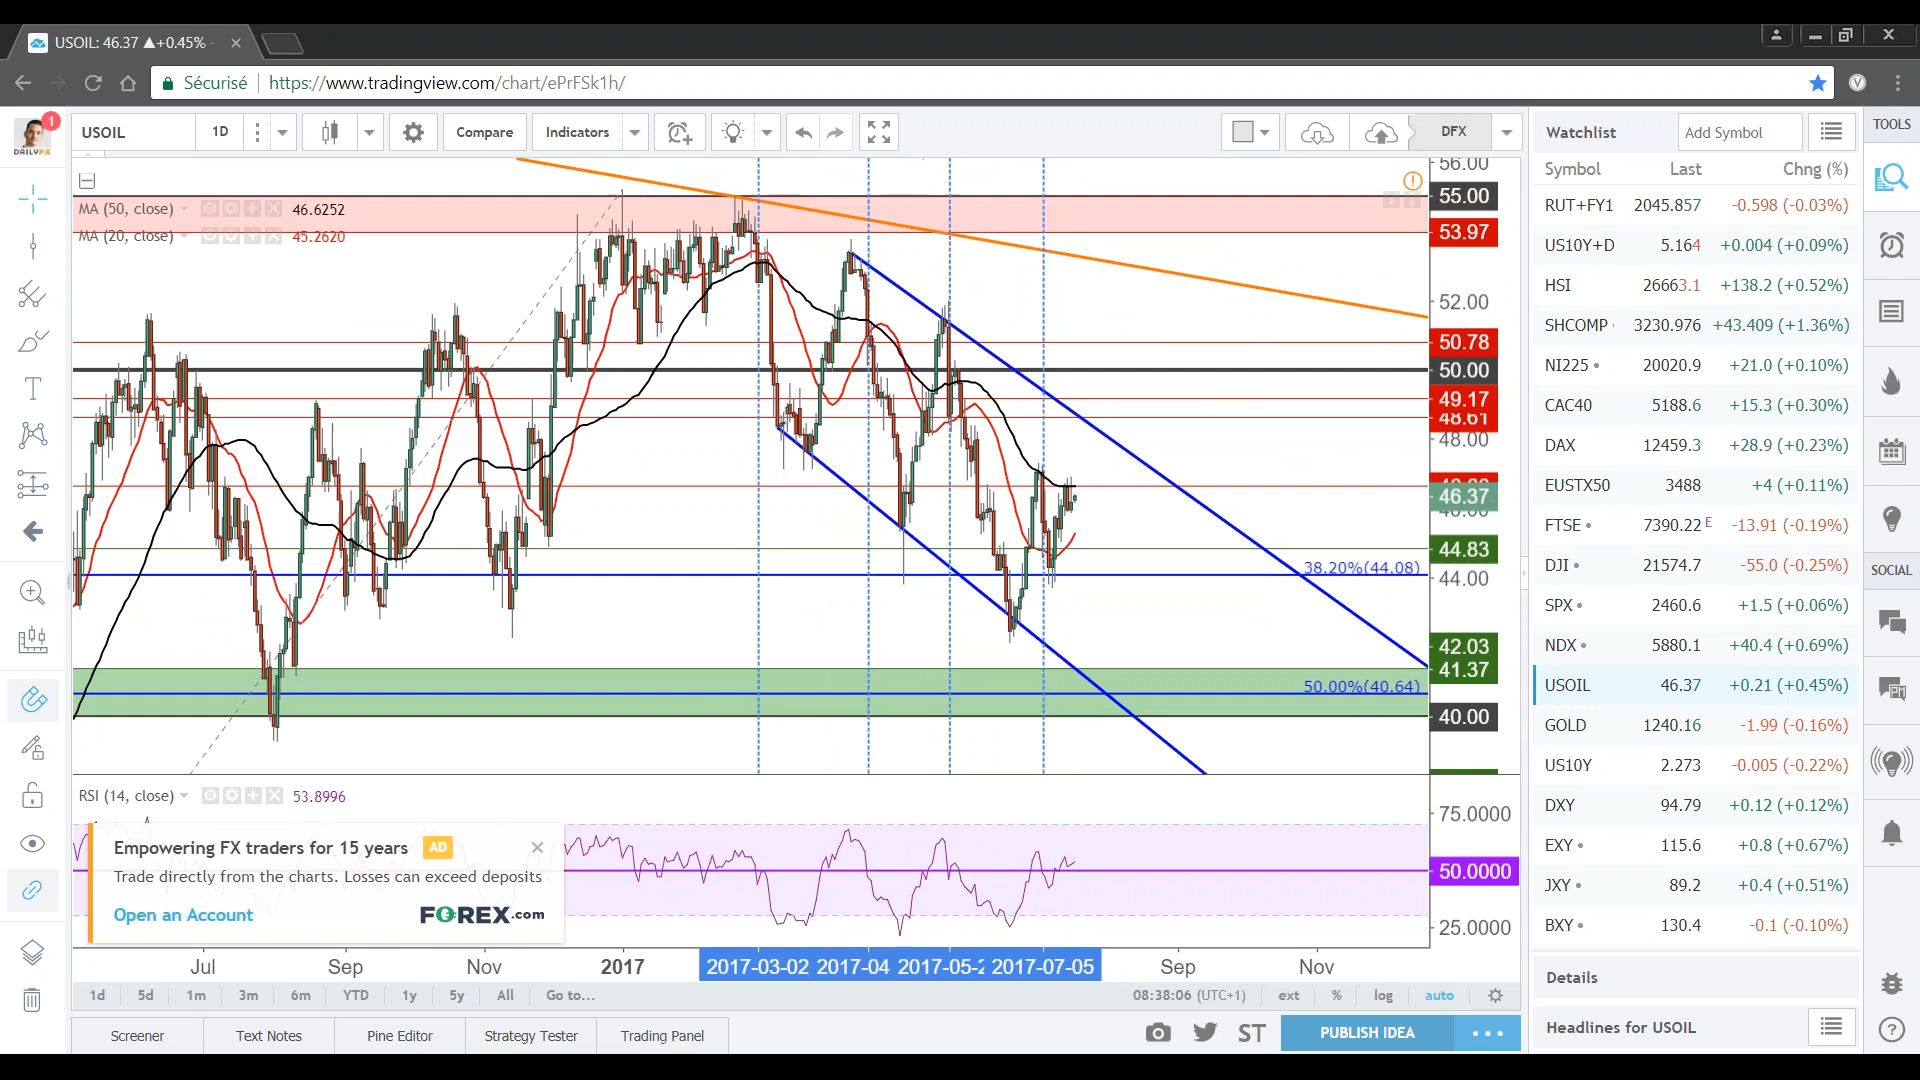 USOIL: 46.37 ▲+0.45% -
Sécurisé
https://www.tradingview.com/chart/ePrFSk1h/
1
DAILYFX
USOIL
1D
Compare
Indicators
DFX
MA (50, close) 46.6252
MA (20, close) 45.2620
56.00
55.00
53.97
52.00
50.78
50.00
49.17
48.61
48.00
46.37
46.00
44.83
44.00
42.03
41.37
40.00
38.20%(44.08)
50.00%(40.64)
RSI (14, close) 53.8996
75.0000
50.0000
25.0000
Empowering FX traders for 15 years AD
Trade directly from the charts. Losses can exceed deposits
Open an Account
FOREX.com
Jul Sep Nov 2017 2017-03-02 2017-04 2017-05-2 2017-07-05 Sep Nov
1d 5d 1m 3m 6m YTD 1y 5y All Go to... 08:38:06 (UTC+1) ext % log auto
Screener Text Notes Pine Editor Strategy Tester Trading Panel ST PUBLISH IDEA
Watchlist Add Symbol
Symbol Last Chng (%)
RUT+FY1 2045.857 -0.598 (-0.03%)
US10Y+D 5.164 +0.004 (+0.09%)
HSI 26663.1 +138.2 (+0.52%)
SHCOMP 3230.976 +43.409 (+1.36%)
NI225 20020.9 +21.0 (+0.10%)
CAC40 5188.6 +15.3 (+0.30%)
DAX 12459.3 +28.9 (+0.23%)
EUSTX50 3488 +4 (+0.11%)
FTSE 7390.22 E -13.91 (-0.19%)
DJI 21574.7 -55.0 (-0.25%)
SPX 2460.6 +1.5 (+0.06%)
NDX 5880.1 +40.4 (+0.69%)
USOIL 46.37 +0.21 (+0.45%)
GOLD 1240.16 -1.99 (-0.16%)
US10Y 2.273 -0.005 (-0.22%)
DXY 94.79 +0.12 (+0.12%)
EXY 115.6 +0.8 (+0.67%)
JXY 89.2 +0.4 (+0.51%)
BXY 130.4 -0.1 (-0.10%)
Details
Headlines for USOIL
TOOLS
SOCIAL